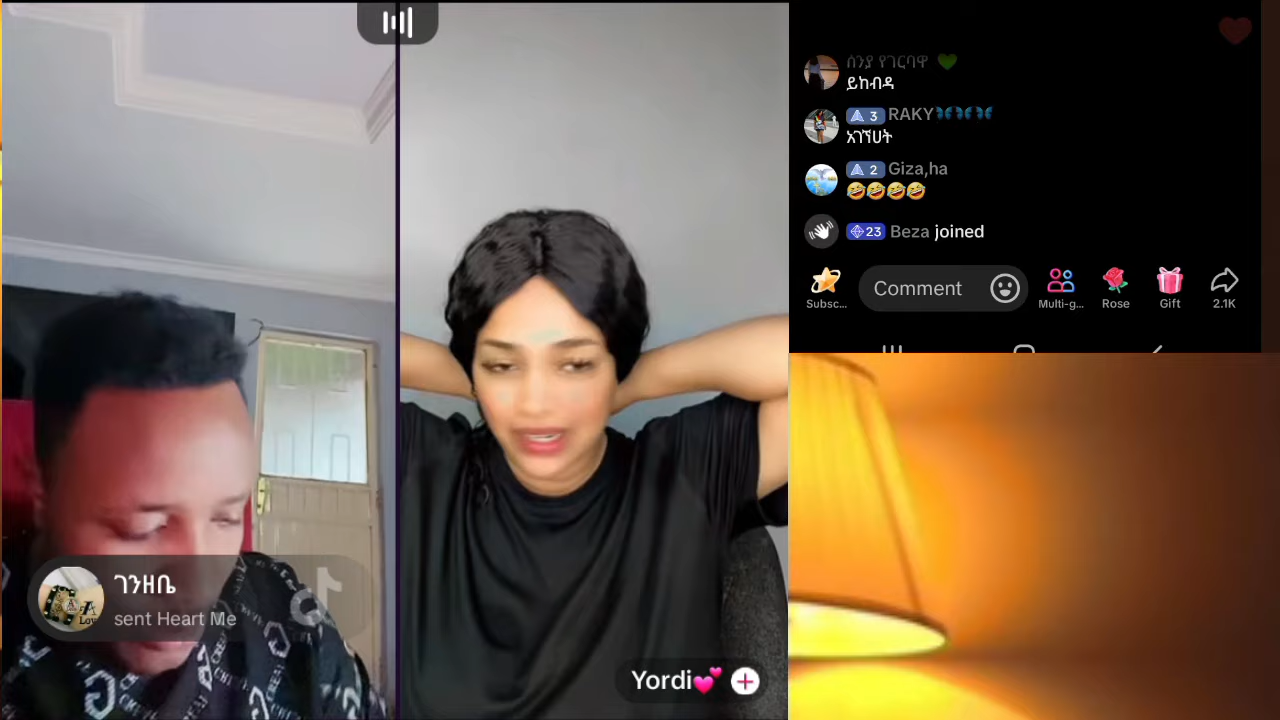 ገንዘቤ
sent Heart Me
Yordi💕
ሰንያ የገርባዋ 💚
ይከብዳ
3 RAKY🦋🦋🦋🦋
አገኘሀት
2 Giza,ha
🤣🤣🤣🤣
23 Beza joined
Subsc...
Comment
Multi-g...
Rose
Gift
2.1K